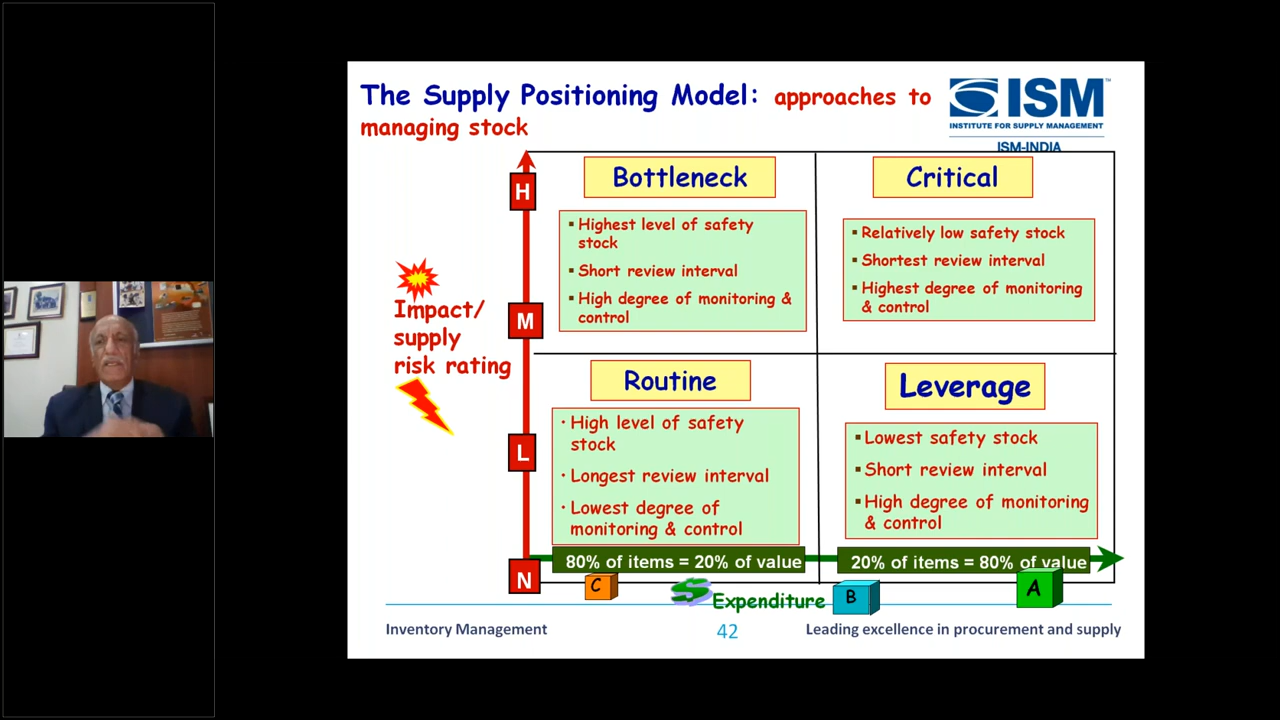 The Supply Positioning Model: approaches to
managing stock
ISM™
INSTITUTE FOR SUPPLY MANAGEMENT
ISM-INDIA
H
M
L
N
Impact/
supply
risk rating
Bottleneck
▪ Highest level of safety
stock
▪ Short review interval
▪ High degree of monitoring &
control
Critical
▪ Relatively low safety stock
▪ Shortest review interval
▪ Highest degree of monitoring
& control
Routine
• High level of safety
stock
• Longest review interval
• Lowest degree of
monitoring & control
Leverage
▪ Lowest safety stock
▪ Short review interval
▪ High degree of monitoring
& control
80% of items = 20% of value
20% of items = 80% of value
C
$ Expenditure
B
A
Inventory Management
42
Leading excellence in procurement and supply